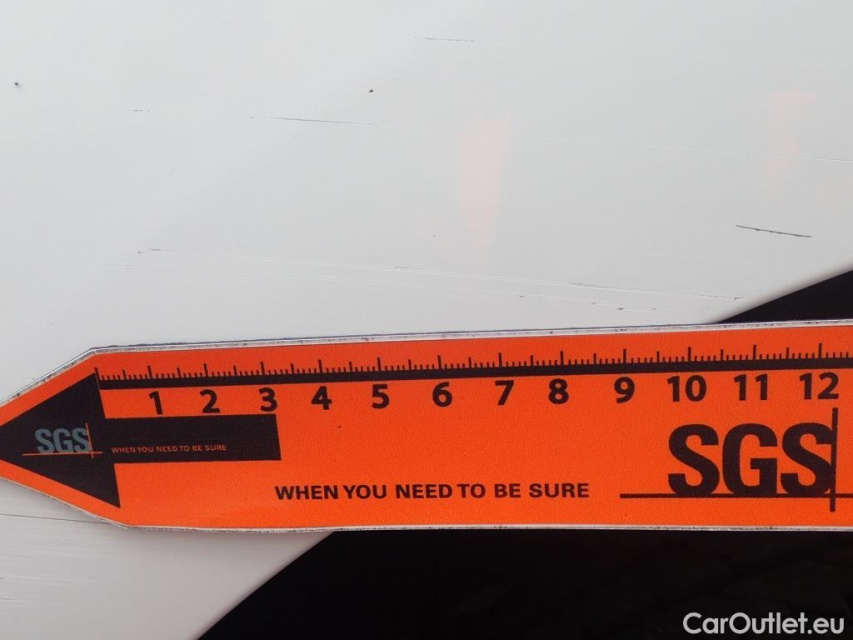 1 2 3 4 5 6 7 8 9 10 11 12
SGS WHEN YOU NEED TO BE SURE
WHEN YOU NEED TO BE SURE
SGS
CarOutlet.eu